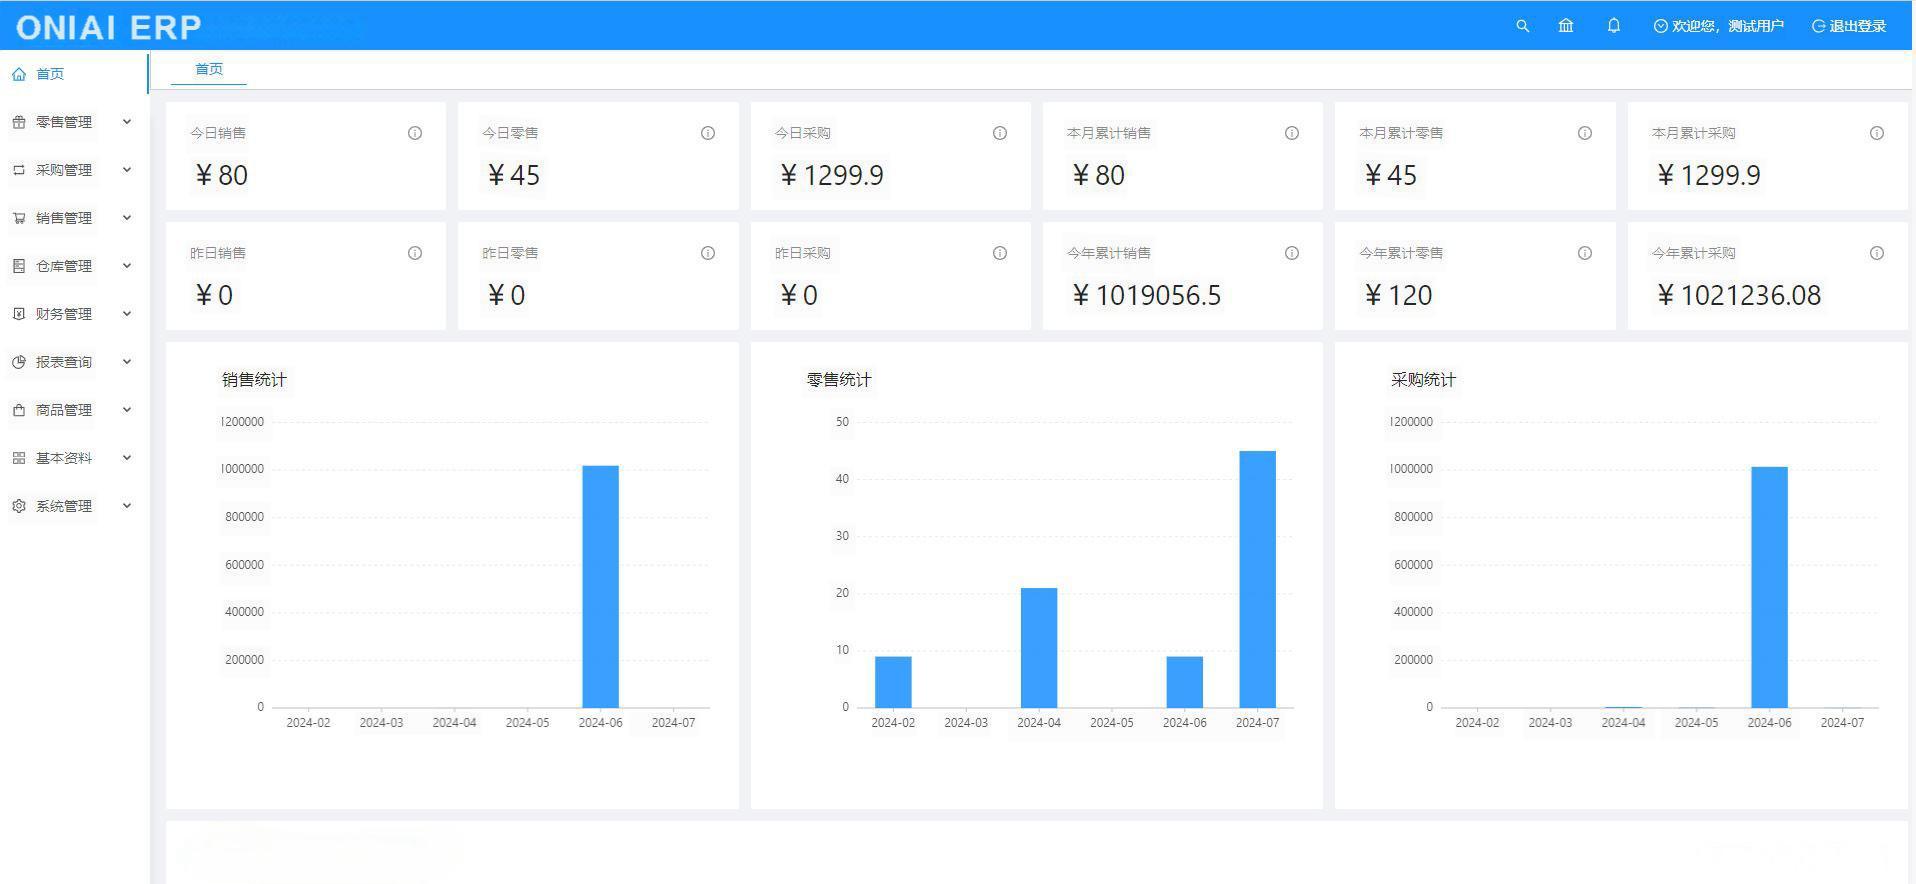 ONIAI ERP
欢迎您，测试用户 退出登录
首页
零售管理
采购管理
销售管理
仓库管理
财务管理
报表查询
商品管理
基本资料
系统管理
首页
今日销售
¥ 80
今日零售
¥ 45
今日采购
¥ 1299.9
本月累计销售
¥ 80
本月累计零售
¥ 45
本月累计采购
¥ 1299.9
昨日销售
¥ 0
昨日零售
¥ 0
昨日采购
¥ 0
今年累计销售
¥ 1019056.5
今年累计零售
¥ 120
今年累计采购
¥ 1021236.08
销售统计
1200000
1000000
800000
600000
400000
200000
0
2024-02 2024-03 2024-04 2024-05 2024-06 2024-07
零售统计
50
40
30
20
10
0
2024-02 2024-03 2024-04 2024-05 2024-06 2024-07
采购统计
1200000
1000000
800000
600000
400000
200000
0
2024-02 2024-03 2024-04 2024-05 2024-06 2024-07